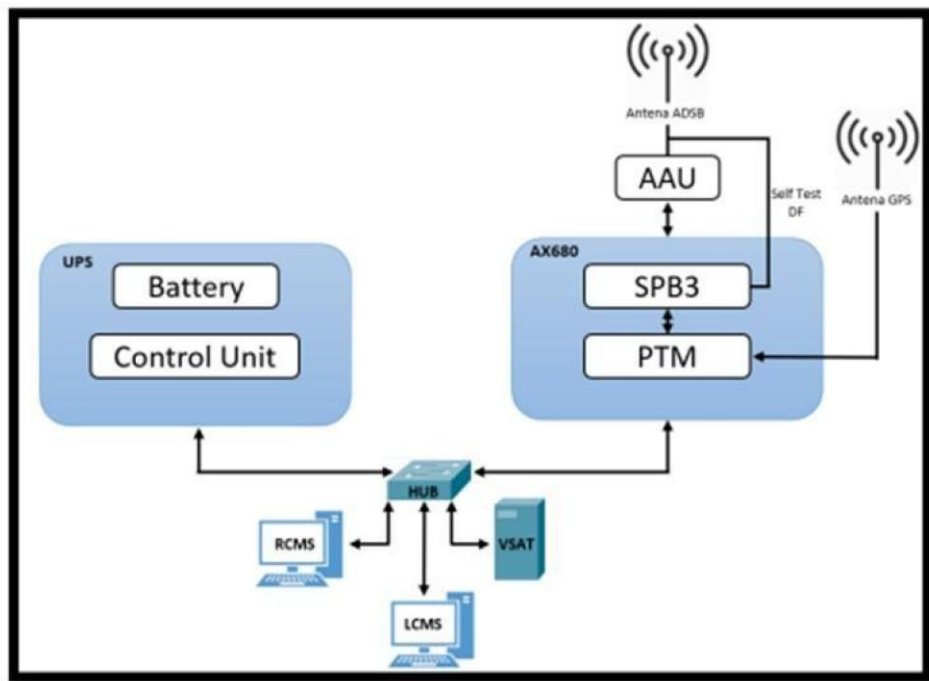 Antena ADSB
AAU
Self Test
DF
Antena GPS
UPS
Battery
Control Unit
AX680
SPB3
PTM
HUB
RCMS
VSAT
LCMS